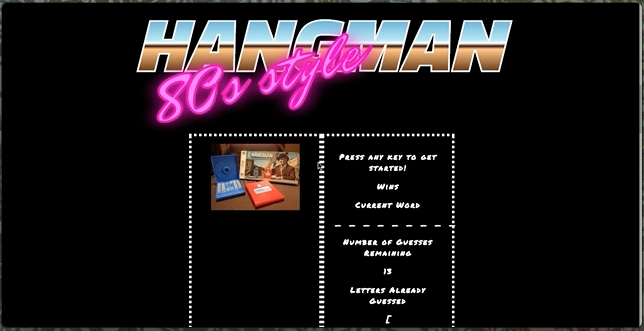 HANGMAN
80s style
HANGMAN
Press any key to get
started!
Wins
Current Word
Number of Guesses
Remaining
13
Letters Already
Guessed
[